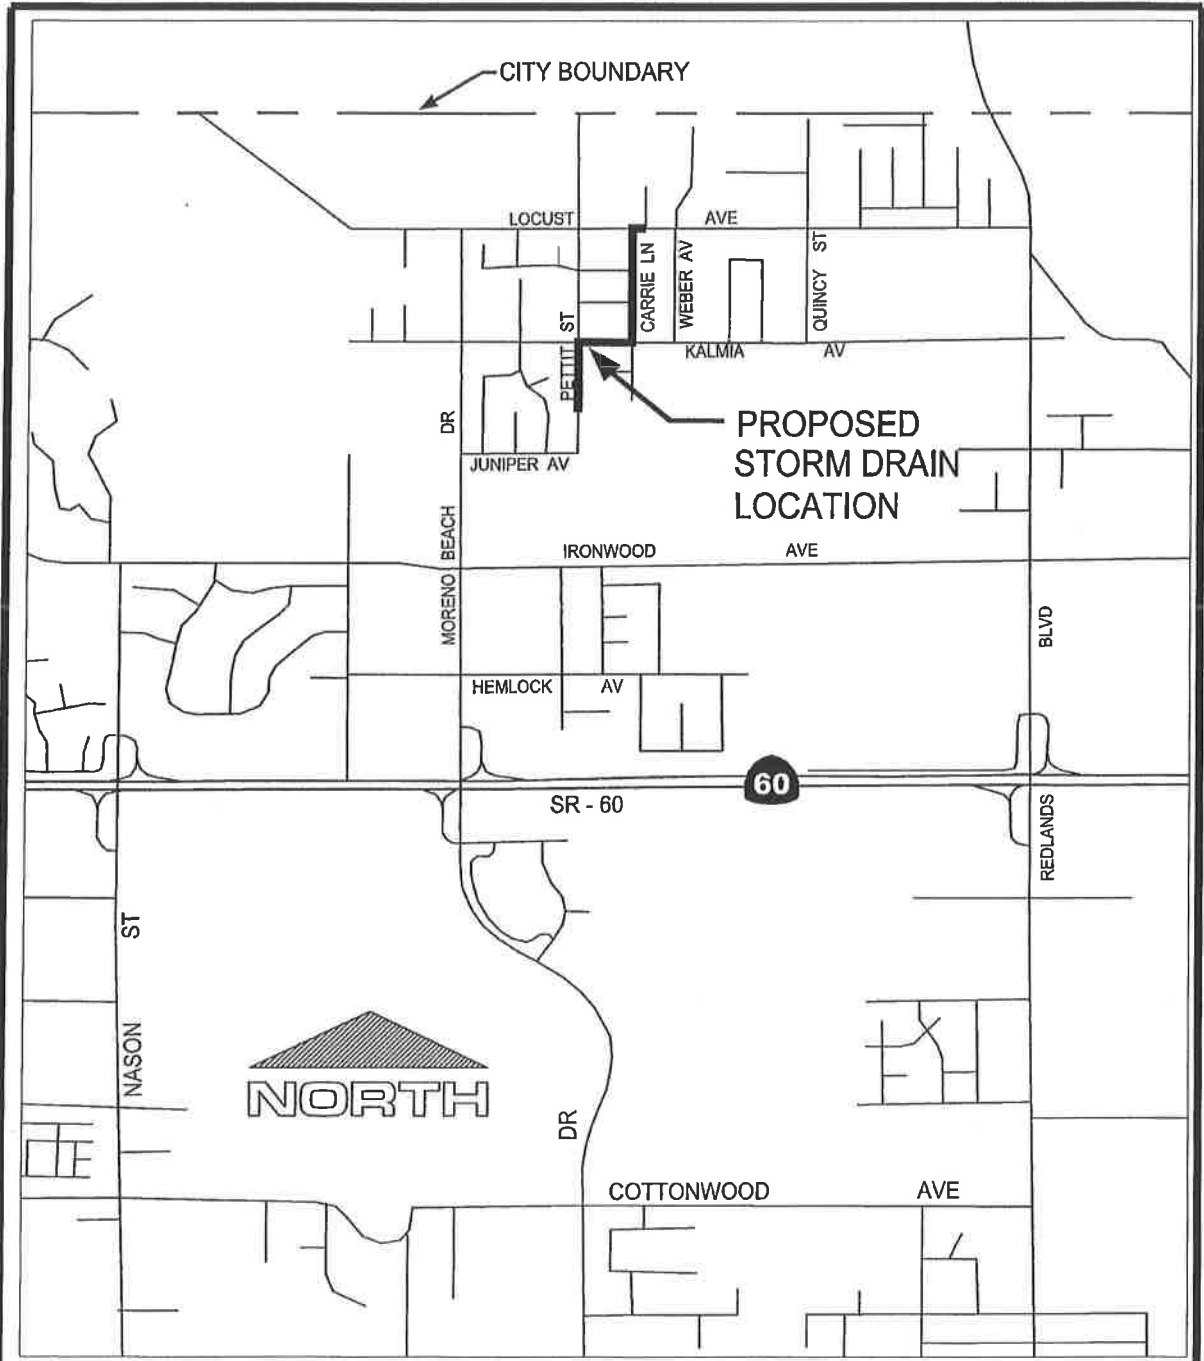 CITY BOUNDARY
LOCUST AVE
CARRIE LN
WEBER AV
QUINCY ST
PETTIT ST
KALMIA AV
PROPOSED
STORM DRAIN
LOCATION
JUNIPER AV
MORENO BEACH DR
IRONWOOD AVE
HEMLOCK AV
REDLANDS BLVD
60
SR - 60
NASON ST
NORTH
DR
COTTONWOOD AVE